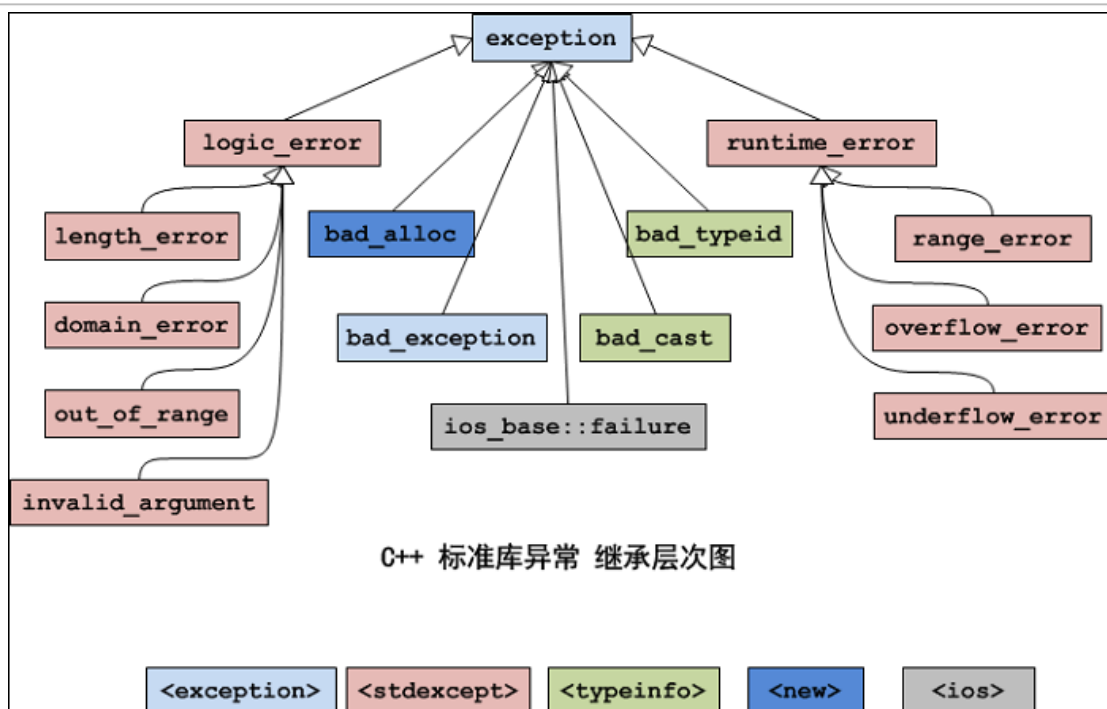 exception
logic_error
runtime_error
length_error
bad_alloc
bad_typeid
range_error
domain_error
bad_exception
bad_cast
overflow_error
out_of_range
ios_base::failure
underflow_error
invalid_argument
C++ 标准库异常 继承层次图
<exception>
<stdexcept>
<typeinfo>
<new>
<ios>